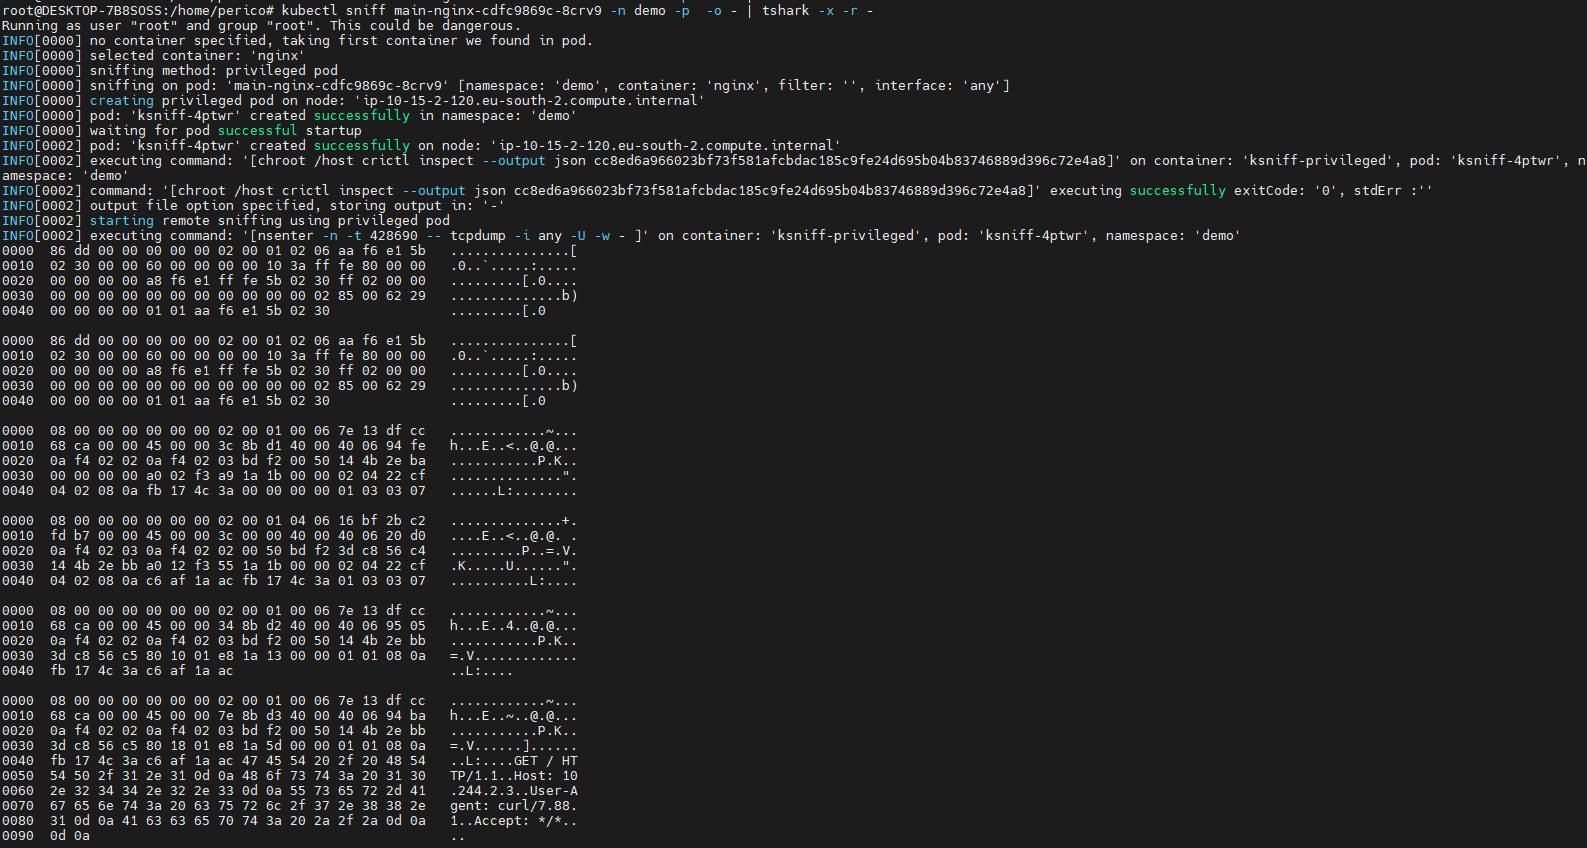 root@DESKTOP-7B8SOSS:/home/perico# kubectl sniff main-nginx-cdfc9869c-8crv9 -n demo -p  -o - | tshark -x -r -
Running as user "root" and group "root". This could be dangerous.
INFO[0000] no container specified, taking first container we found in pod.
INFO[0000] selected container: 'nginx'
INFO[0000] sniffing method: privileged pod
INFO[0000] sniffing on pod: 'main-nginx-cdfc9869c-8crv9' [namespace: 'demo', container: 'nginx', filter: '', interface: 'any']
INFO[0000] creating privileged pod on node: 'ip-10-15-2-120.eu-south-2.compute.internal'
INFO[0000] pod: 'ksniff-4ptwr' created successfully in namespace: 'demo'
INFO[0000] waiting for pod successful startup
INFO[0002] pod: 'ksniff-4ptwr' created successfully on node: 'ip-10-15-2-120.eu-south-2.compute.internal'
INFO[0002] executing command: '[chroot /host crictl inspect --output json cc8ed6a966023bf73f581afcbdac185c9fe24d695b04b83746889d396c72e4a8]' on container: 'ksniff-privileged', pod: 'ksniff-4ptwr', n
amespace: 'demo'
INFO[0002] command: '[chroot /host crictl inspect --output json cc8ed6a966023bf73f581afcbdac185c9fe24d695b04b83746889d396c72e4a8]' executing successfully exitCode: '0', stdErr :''
INFO[0002] output file option specified, storing output in: '-'
INFO[0002] starting remote sniffing using privileged pod
INFO[0002] executing command: '[nsenter -n -t 428690 -- tcpdump -i any -U -w - ]' on container: 'ksniff-privileged', pod: 'ksniff-4ptwr', namespace: 'demo'
0000  86 dd 00 00 00 00 00 02 00 01 02 06 aa f6 e1 5b   ...............[
0010  02 30 00 00 60 00 00 00 00 10 3a ff fe 80 00 00   .0..`.....:.....
0020  00 00 00 00 a8 f6 e1 ff fe 5b 02 30 ff 02 00 00   .........[.0....
0030  00 00 00 00 00 00 00 00 00 00 00 02 85 00 62 29   ..............b)
0040  00 00 00 00 01 01 aa f6 e1 5b 02 30               .........[.0

0000  86 dd 00 00 00 00 00 02 00 01 02 06 aa f6 e1 5b   ...............[
0010  02 30 00 00 60 00 00 00 00 10 3a ff fe 80 00 00   .0..`.....:.....
0020  00 00 00 00 a8 f6 e1 ff fe 5b 02 30 ff 02 00 00   .........[.0....
0030  00 00 00 00 00 00 00 00 00 00 00 02 85 00 62 29   ..............b)
0040  00 00 00 00 01 01 aa f6 e1 5b 02 30               .........[.0

0000  08 00 00 00 00 00 00 02 00 01 00 06 7e 13 df cc   ............~...
0010  68 ca 00 00 45 00 00 3c 8b d1 40 00 40 06 94 fe   h...E..<..@.@...
0020  0a f4 02 02 0a f4 02 03 bd f2 00 50 14 4b 2e ba   ...........P.K..
0030  00 00 00 00 a0 02 f3 a9 1a 1b 00 00 02 04 22 cf   ..............".
0040  04 02 08 0a fb 17 4c 3a 00 00 00 00 01 03 03 07   ......L:........

0000  08 00 00 00 00 00 00 02 00 01 04 06 16 bf 2b c2   ..............+.
0010  fd b7 00 00 45 00 00 3c 00 00 40 00 40 06 20 d0   ....E..<..@.@. .
0020  0a f4 02 03 0a f4 02 02 00 50 bd f2 3d c8 56 c4   .........P..=.V.
0030  14 4b 2e bb a0 12 f3 55 1a 1b 00 00 02 04 22 cf   .K.....U......".
0040  04 02 08 0a c6 af 1a ac fb 17 4c 3a 01 03 03 07   ..........L:....

0000  08 00 00 00 00 00 00 02 00 01 00 06 7e 13 df cc   ............~...
0010  68 ca 00 00 45 00 00 34 8b d2 40 00 40 06 95 05   h...E..4..@.@...
0020  0a f4 02 02 0a f4 02 03 bd f2 00 50 14 4b 2e bb   ...........P.K..
0030  3d c8 56 c5 80 10 01 e8 1a 13 00 00 01 01 08 0a   =.V.............
0040  fb 17 4c 3a c6 af 1a ac                           ..L:....

0000  08 00 00 00 00 00 00 02 00 01 00 06 7e 13 df cc   ............~...
0010  68 ca 00 00 45 00 00 7e 8b d3 40 00 40 06 94 ba   h...E..~..@.@...
0020  0a f4 02 02 0a f4 02 03 bd f2 00 50 14 4b 2e bb   ...........P.K..
0030  3d c8 56 c5 80 18 01 e8 1a 5d 00 00 01 01 08 0a   =.V......]......
0040  fb 17 4c 3a c6 af 1a ac 47 45 54 20 2f 20 48 54   ..L:....GET / HT
0050  54 50 2f 31 2e 31 0d 0a 48 6f 73 74 3a 20 31 30   TP/1.1..Host: 10
0060  2e 32 34 34 2e 32 2e 33 0d 0a 55 73 65 72 2d 41   .244.2.3..User-A
0070  67 65 6e 74 3a 20 63 75 72 6c 2f 37 2e 38 38 2e   gent: curl/7.88.
0080  31 0d 0a 41 63 63 65 70 74 3a 20 2a 2f 2a 0d 0a   1..Accept: */*..
0090  0d 0a                                             ..